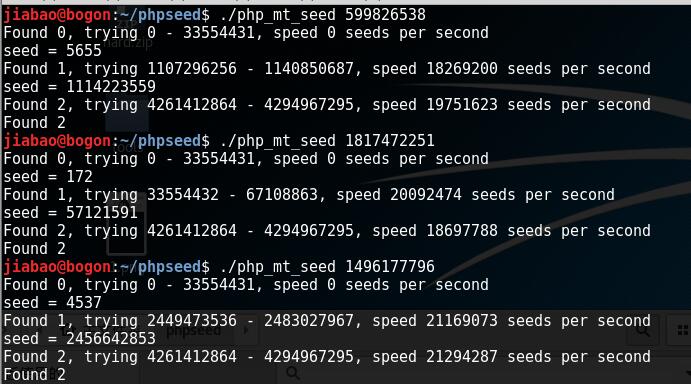 jiabao@bogon:~/phpseed$ ./php_mt_seed 599826538
Found 0, trying 0 - 33554431, speed 0 seeds per second
seed = 5655
Found 1, trying 1107296256 - 1140850687, speed 18269200 seeds per second
seed = 1114223559
Found 2, trying 4261412864 - 4294967295, speed 19751623 seeds per second
Found 2
jiabao@bogon:~/phpseed$ ./php_mt_seed 1817472251
Found 0, trying 0 - 33554431, speed 0 seeds per second
seed = 172
Found 1, trying 33554432 - 67108863, speed 20092474 seeds per second
seed = 57121591
Found 2, trying 4261412864 - 4294967295, speed 18697788 seeds per second
Found 2
jiabao@bogon:~/phpseed$ ./php_mt_seed 1496177796
Found 0, trying 0 - 33554431, speed 0 seeds per second
seed = 4537
Found 1, trying 2449473536 - 2483027967, speed 21169073 seeds per second
seed = 2456642853
Found 2, trying 4261412864 - 4294967295, speed 21294287 seeds per second
Found 2
phpseed